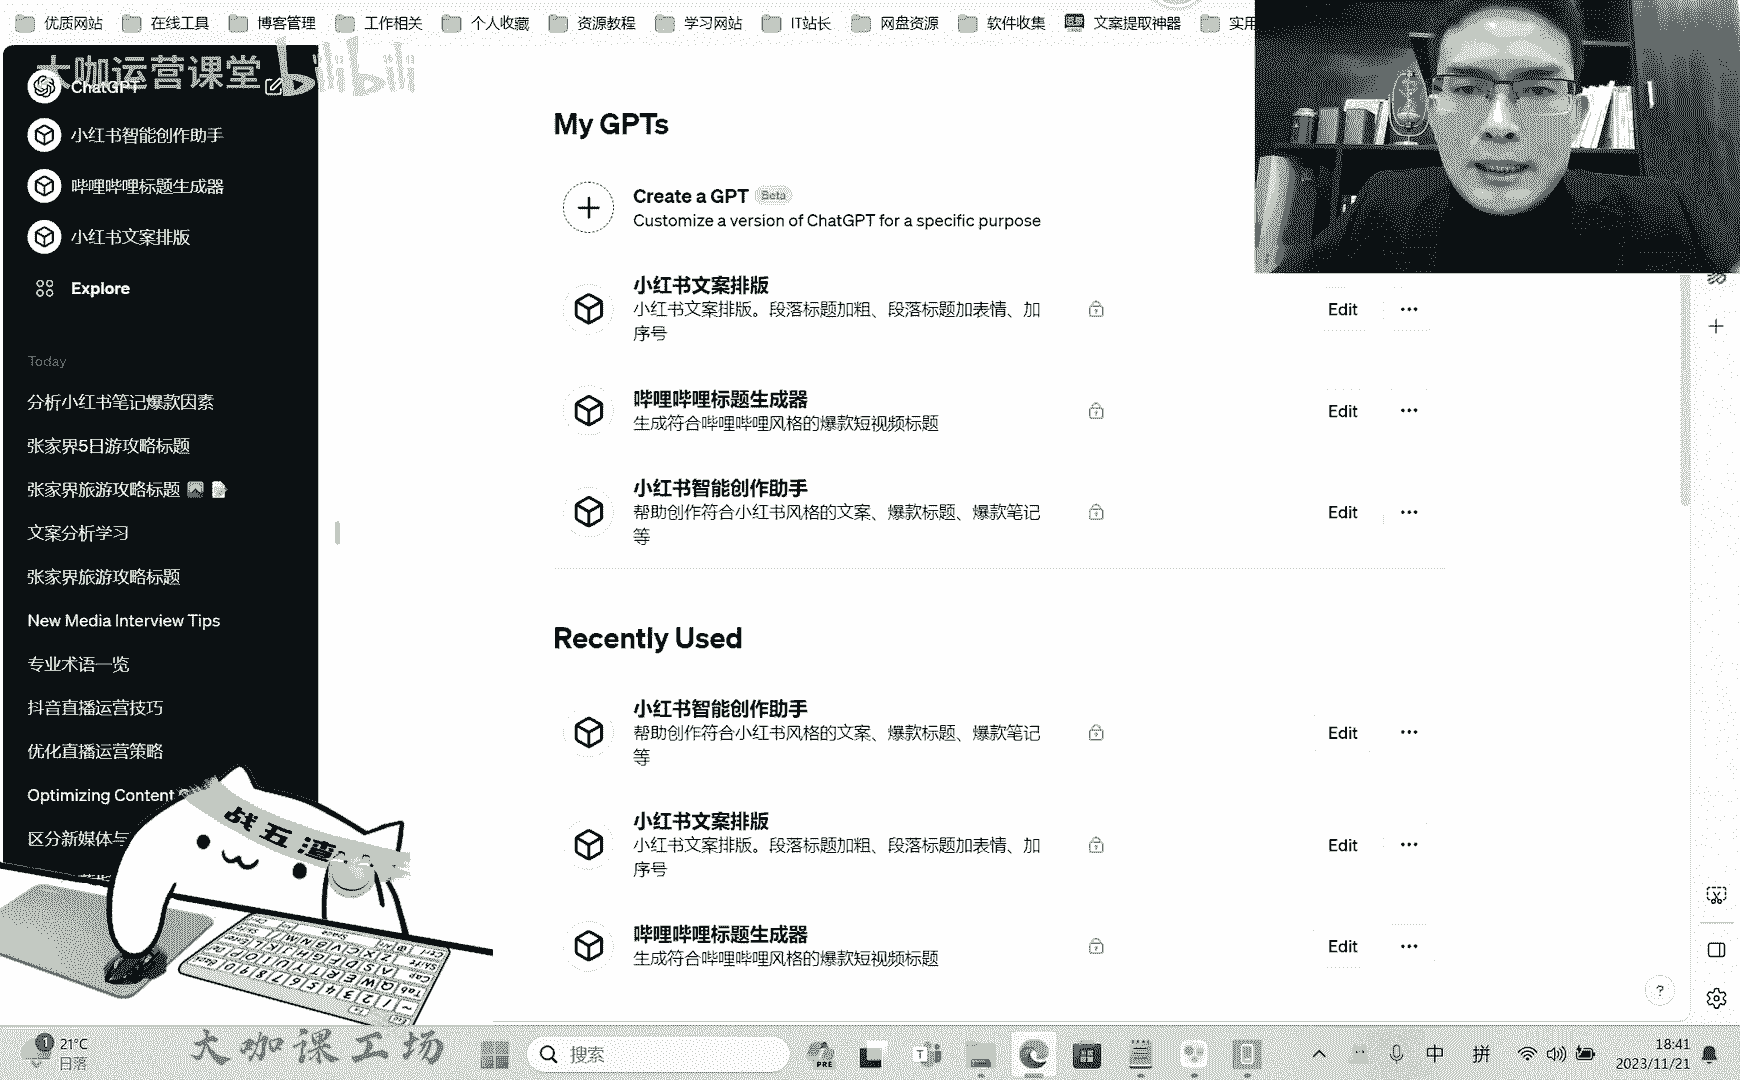 优质网站 在线工具 博客管理 工作相关 个人收藏 资源教程 学习网站 IT站长 网盘资源 软件收集 文案提取神器 实用
大咖运营课堂 bilibili
ChatGPT
小红书智能创作助手
哔哩哔哩标题生成器
小红书文案排版
Explore
Today
分析小红书笔记爆款因素
张家界5日游攻略标题
张家界旅游攻略标题
文案分析学习
张家界旅游攻略标题
New Media Interview Tips
专业术语一览
抖音直播运营技巧
优化直播运营策略
Optimizing Content
区分新媒体与
My GPTs
Create a GPT Beta
Customize a version of ChatGPT for a specific purpose
小红书文案排版
小红书文案排版。段落标题加粗、段落标题加表情、加
序号
Edit
哔哩哔哩标题生成器
生成符合哔哩哔哩风格的爆款短视频标题
Edit
小红书智能创作助手
帮助创作符合小红书风格的文案、爆款标题、爆款笔记
等
Edit
Recently Used
小红书智能创作助手
帮助创作符合小红书风格的文案、爆款标题、爆款笔记
等
Edit
小红书文案排版
小红书文案排版。段落标题加粗、段落标题加表情、加
序号
Edit
哔哩哔哩标题生成器
生成符合哔哩哔哩风格的爆款短视频标题
Edit
?
战五渣
1
21°C
日落
大咖课工场
搜索
PRE
中 拼
18:41
2023/11/21